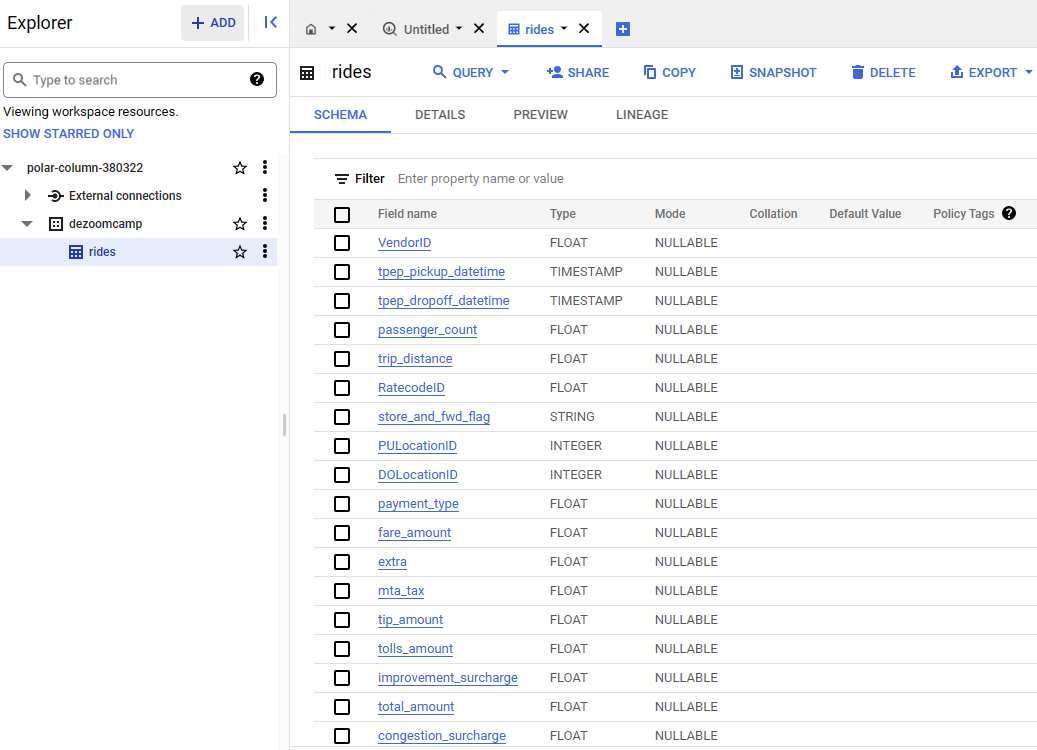 Explorer
+ ADD
Untitled
rides
rides
QUERY
SHARE
COPY
SNAPSHOT
DELETE
EXPORT
Type to search
?
Viewing workspace resources.
SHOW STARRED ONLY
polar-column-380322
External connections
dezoomcamp
rides
SCHEMA DETAILS PREVIEW LINEAGE
Filter Enter property name or value
Field name Type Mode Collation Default Value Policy Tags ?
VendorID FLOAT NULLABLE
tpep_pickup_datetime TIMESTAMP NULLABLE
tpep_dropoff_datetime TIMESTAMP NULLABLE
passenger_count FLOAT NULLABLE
trip_distance FLOAT NULLABLE
RatecodeID FLOAT NULLABLE
store_and_fwd_flag STRING NULLABLE
PULocationID INTEGER NULLABLE
DOLocationID INTEGER NULLABLE
payment_type FLOAT NULLABLE
fare_amount FLOAT NULLABLE
extra FLOAT NULLABLE
mta_tax FLOAT NULLABLE
tip_amount FLOAT NULLABLE
tolls_amount FLOAT NULLABLE
improvement_surcharge FLOAT NULLABLE
total_amount FLOAT NULLABLE
congestion_surcharge FLOAT NULLABLE